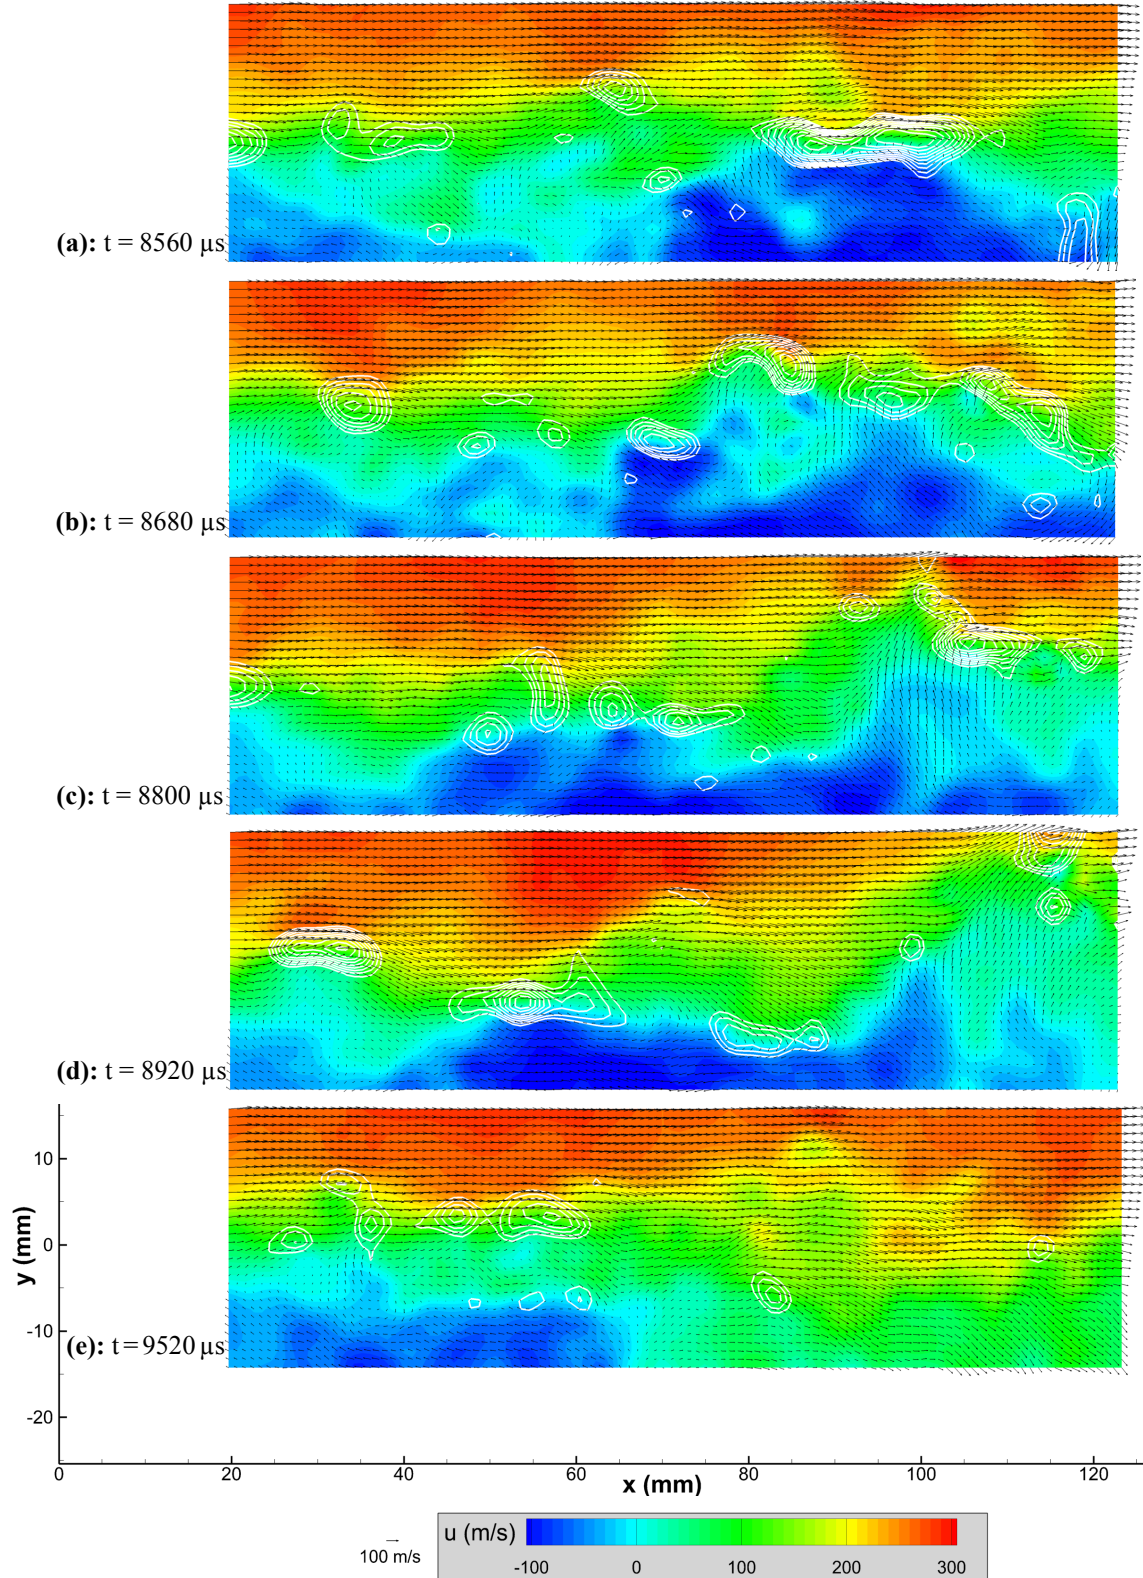 (a): t = 8560 µs
(b): t = 8680 µs
(c): t = 8800 µs
(d): t = 8920 µs
10
y (mm)
0
-10
(e): t = 9520 µs
-20
0 20 40 60 80 100 120
x (mm)
u (m/s)
100 m/s
-100 0 100 200 300